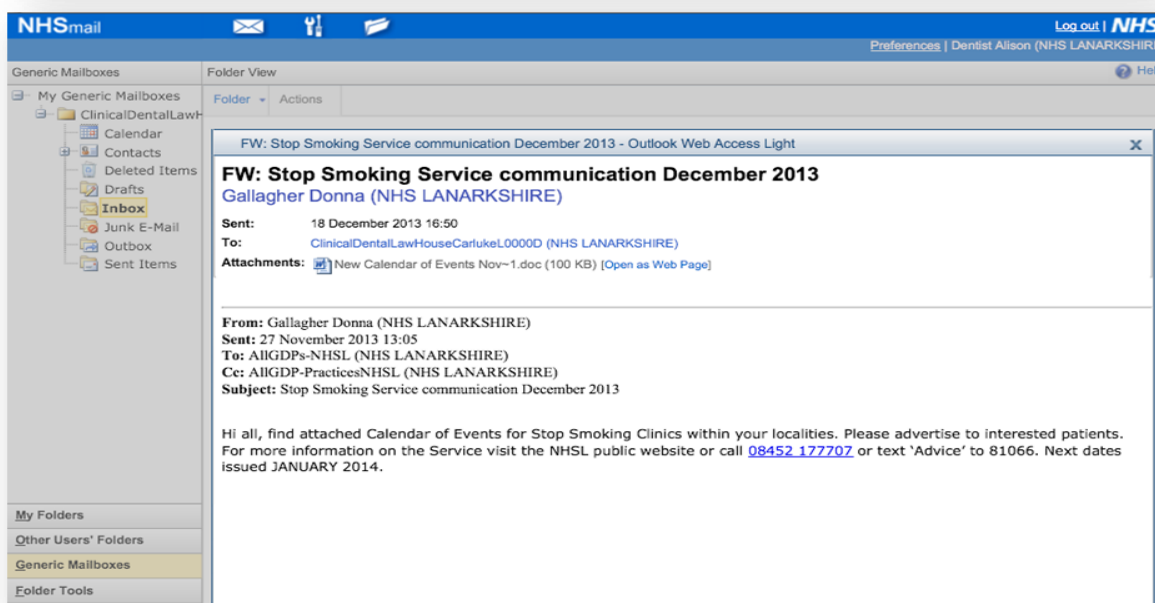 NHSmail
Log out | NHS
Preferences | Dentist Alison (NHS LANARKSHIR
Generic Mailboxes
Folder View
Hel
My Generic Mailboxes
Folder
Actions
ClinicalDentalLawH
Calendar
Contacts
Deleted Items
Drafts
Inbox
Junk E-Mail
Outbox
Sent Items
FW: Stop Smoking Service communication December 2013 - Outlook Web Access Light
X
FW: Stop Smoking Service communication December 2013
Gallagher Donna (NHS LANARKSHIRE)
Sent: 18 December 2013 16:50
To: ClinicalDentalLawHouseCarlukeL0000D (NHS LANARKSHIRE)
Attachments: New Calendar of Events Nov~1.doc (100 KB) [Open as Web Page]
From: Gallagher Donna (NHS LANARKSHIRE)
Sent: 27 November 2013 13:05
To: AllGDPs-NHSL (NHS LANARKSHIRE)
Cc: AllGDP-PracticesNHSL (NHS LANARKSHIRE)
Subject: Stop Smoking Service communication December 2013
Hi all, find attached Calendar of Events for Stop Smoking Clinics within your localities. Please advertise to interested patients.
For more information on the Service visit the NHSL public website or call 08452 177707 or text ‘Advice’ to 81066. Next dates
issued JANUARY 2014.
My Folders
Other Users' Folders
Generic Mailboxes
Folder Tools